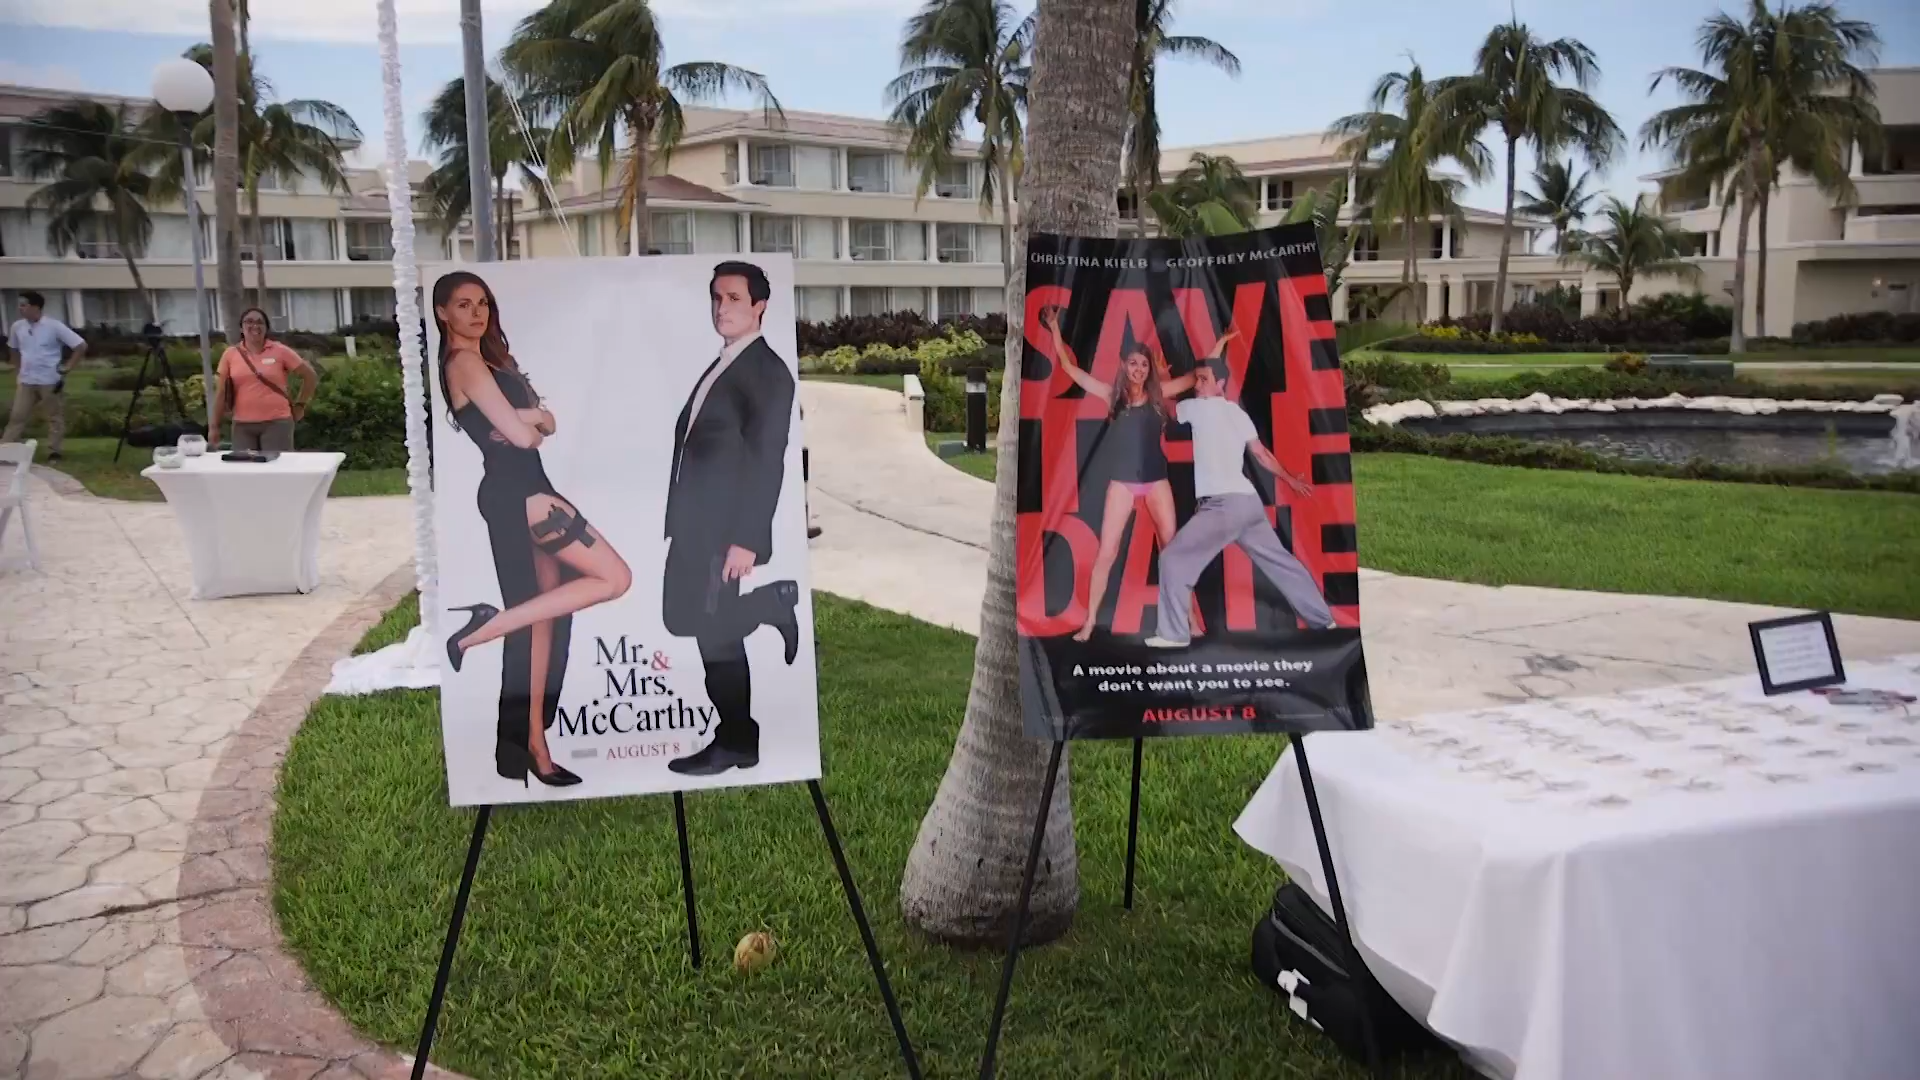 Mr. &
Mrs.
McCarthy
AUGUST 8
CHRISTINA KIELB GEOFFREY McCARTHY
SAVE
THE
DATE
A movie about a movie they
don't want you to see.
AUGUST 8